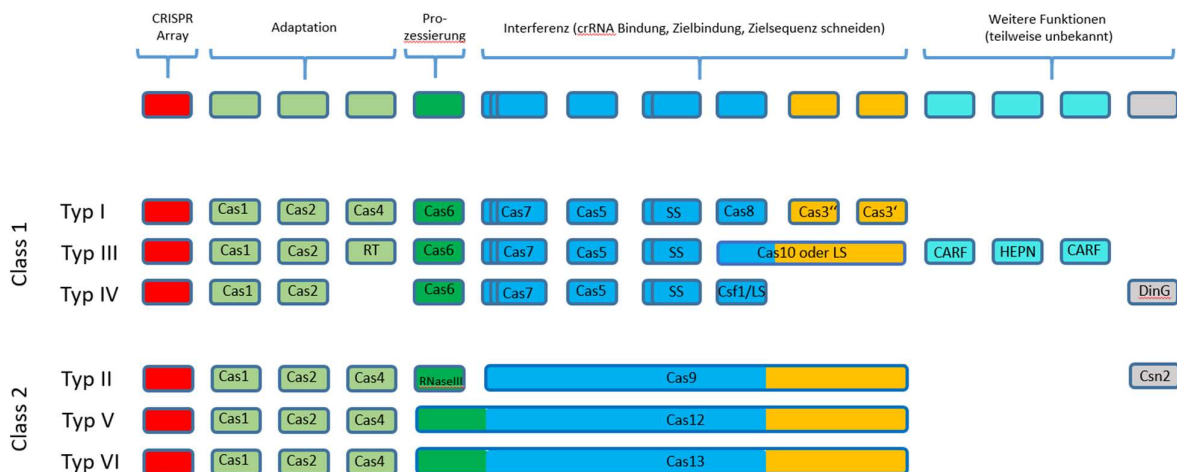 CRISPR
Array
Adaptation
Pro-
zessierung
Interferenz (crRNA Bindung, Zielbindung, Zielsequenz schneiden)
Weitere Funktionen
(teilweise unbekannt)
Class 1
Typ I
Cas1
Cas2
Cas4
Cas6
Cas7
Cas5
SS
Cas8
Cas3‘‘
Cas3‘
Typ III
Cas1
Cas2
RT
Cas6
Cas7
Cas5
SS
Cas10 oder LS
CARF
HEPN
CARF
Typ IV
Cas1
Cas2
Cas6
Cas7
Cas5
SS
Csf1/LS
DinG
Class 2
Typ II
Cas1
Cas2
Cas4
RNaseIII
Cas9
Csn2
Typ V
Cas1
Cas2
Cas4
Cas12
Typ VI
Cas1
Cas2
Cas4
Cas13